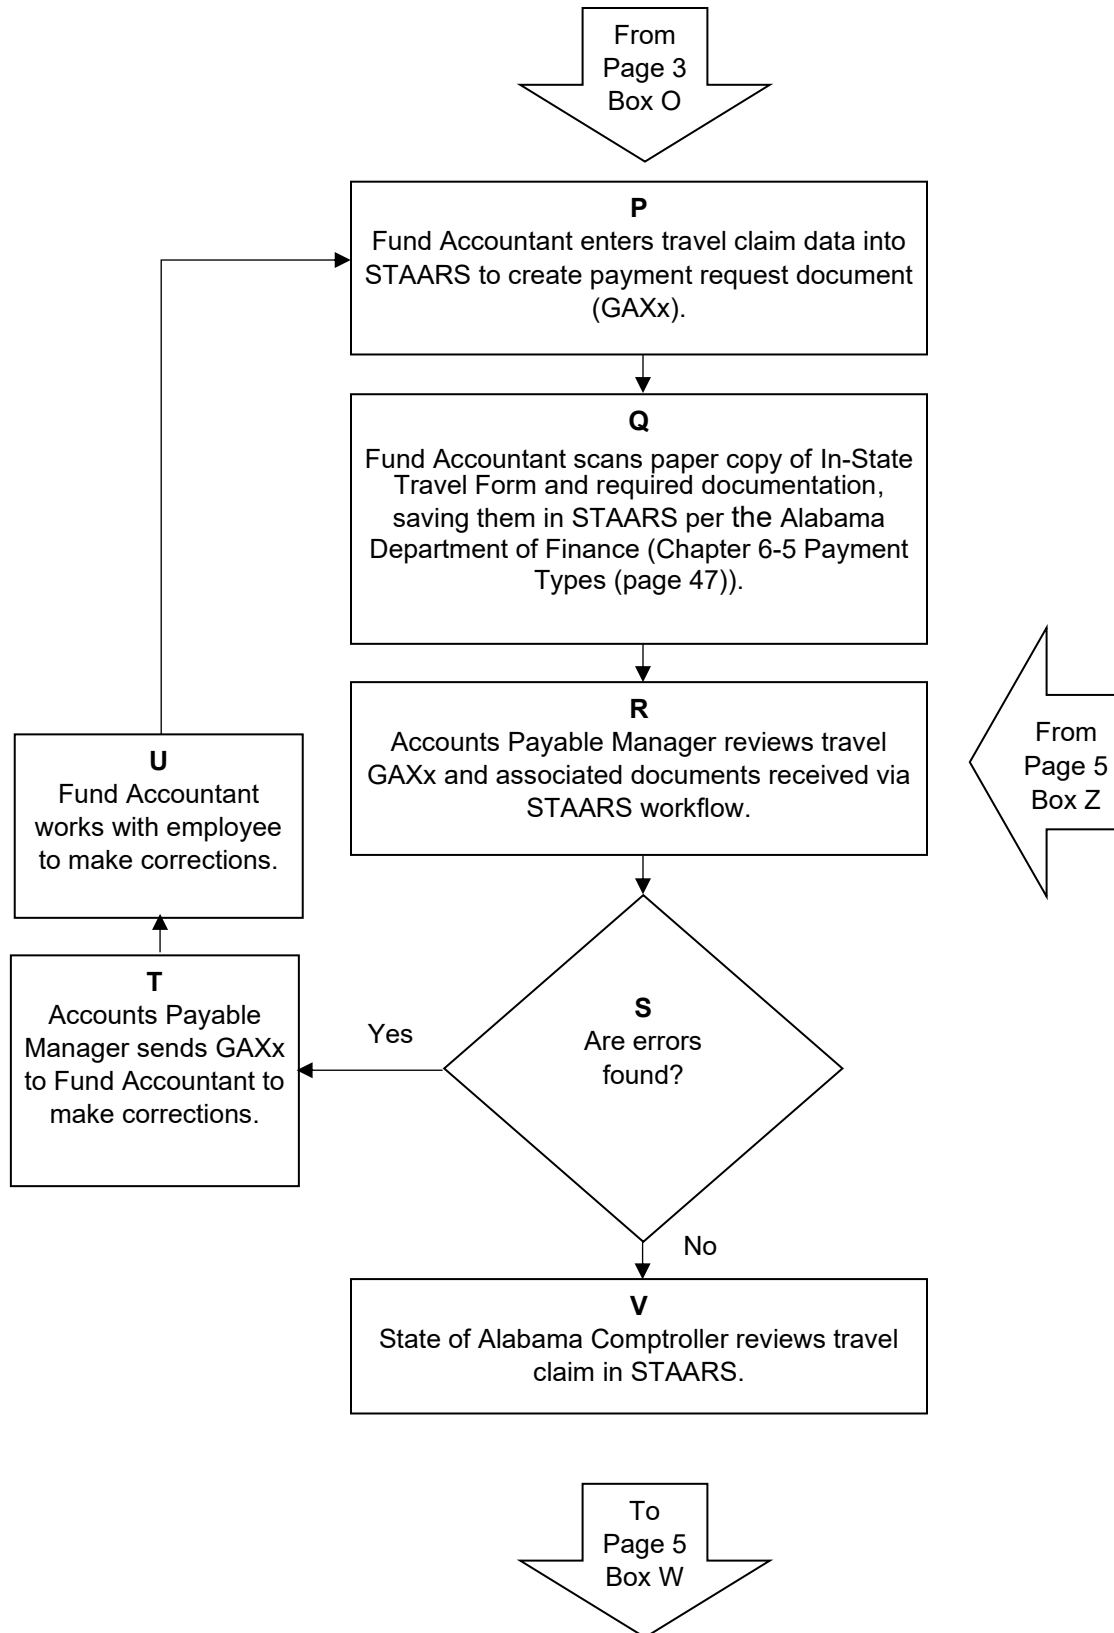 From
Page 3
Box O
P
Fund Accountant enters travel claim data into
STAARS to create payment request document
(GAXx).
Q
Fund Accountant scans paper copy of In-State
Travel Form and required documentation,
saving them in STAARS per the Alabama
Department of Finance (Chapter 6-5 Payment
Types (page 47)).
R
Accounts Payable Manager reviews travel
GAXx and associated documents received via
STAARS workflow.
From
Page 5
Box Z
U
Fund Accountant
works with employee
to make corrections.
T
Accounts Payable
Manager sends GAXx
to Fund Accountant to
make corrections.
Yes
S
Are errors
found?
No
V
State of Alabama Comptroller reviews travel
claim in STAARS.
To
Page 5
Box W